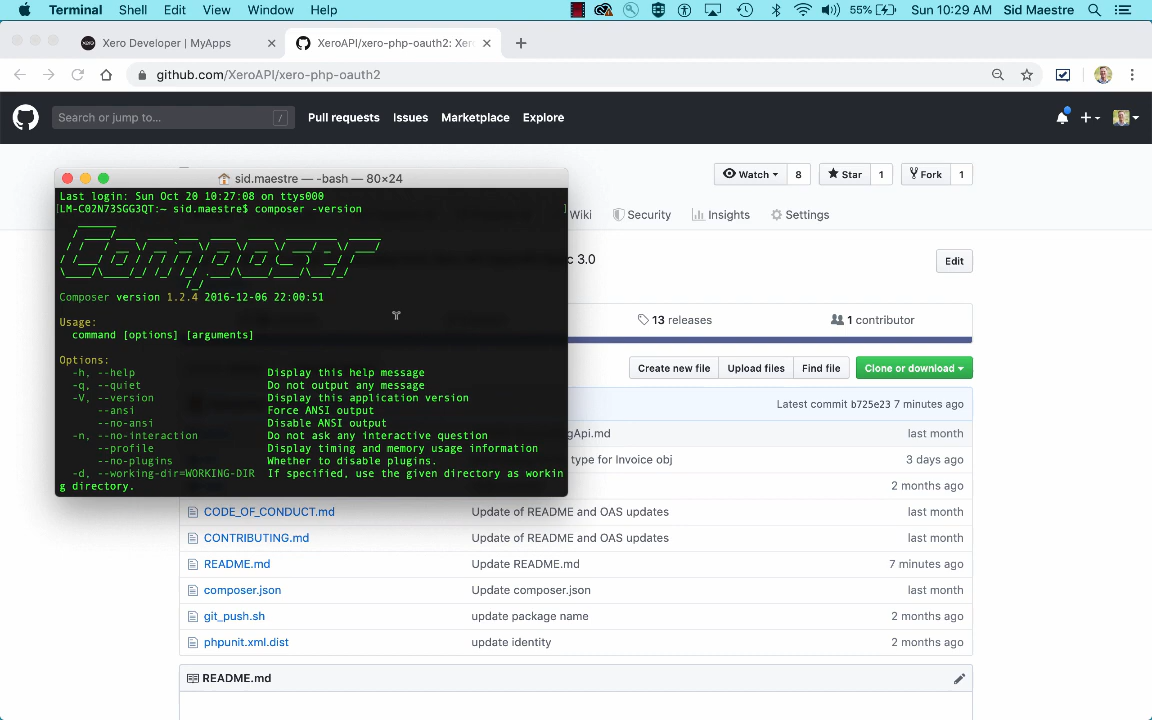 Terminal Shell Edit View Window Help 55% Sun 10:29 AM Sid Maestre
Xero Developer | MyApps XeroAPI/xero-php-oauth2: Xer
github.com/XeroAPI/xero-php-oauth2
Search or jump to... / Pull requests Issues Marketplace Explore
Watch 8 Star 1 Fork 1
sid.maestre — -bash — 80×24
Last login: Sun Oct 20 10:27:08 on ttys000
[LM-C02N73SGG3QT:~ sid.maestre$ composer -version ]
Wiki Security Insights Settings
Composer
3.0 Edit
Composer version 1.2.4 2016-12-06 22:00:51
13 releases 1 contributor
Usage:
command [options] [arguments]
Create new file Upload files Find file Clone or download
Options:
-h, --help Display this help message
-q, --quiet Do not output any message
-V, --version Display this application version
--ansi Force ANSI output
--no-ansi Disable ANSI output
-n, --no-interaction Do not ask any interactive question
--profile Display timing and memory usage information
--no-plugins Whether to disable plugins.
-d, --working-dir=WORKING-DIR If specified, use the given directory as workin
g directory.
Latest commit b725e23 7 minutes ago
gApi.md last month
type for Invoice obj 3 days ago
2 months ago
CODE_OF_CONDUCT.md Update of README and OAS updates last month
CONTRIBUTING.md Update of README and OAS updates last month
README.md Update README.md 7 minutes ago
composer.json Update composer.json last month
git_push.sh update package name 2 months ago
phpunit.xml.dist update identity 2 months ago
README.md